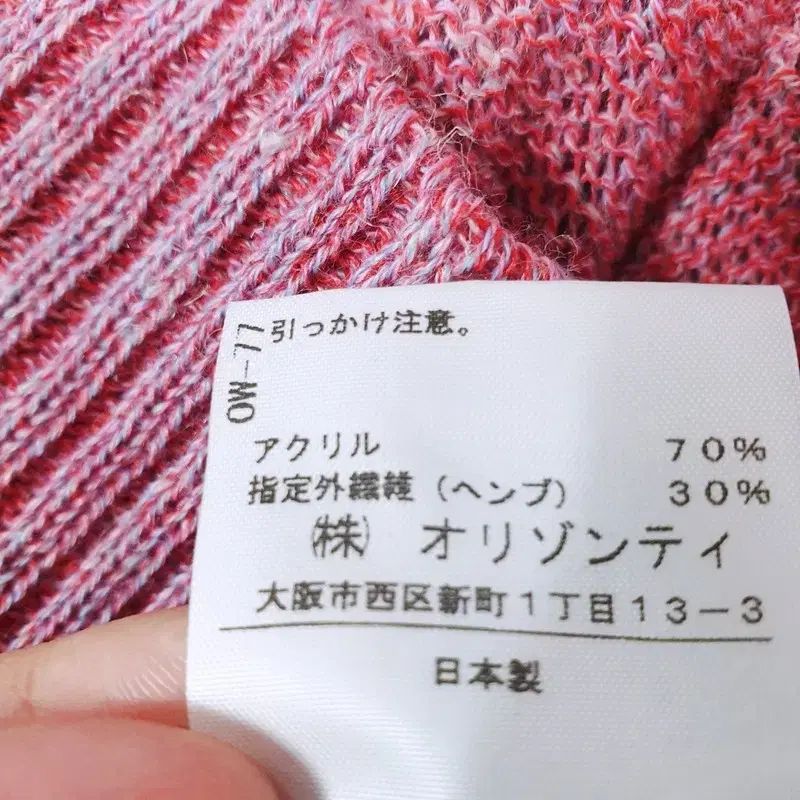 引っかけ注意。
OW-77
アクリル 70%
指定外繊維（ヘンプ） 30%
㈱ オリゾンティ
大阪市西区新町1丁目13-3
日本製